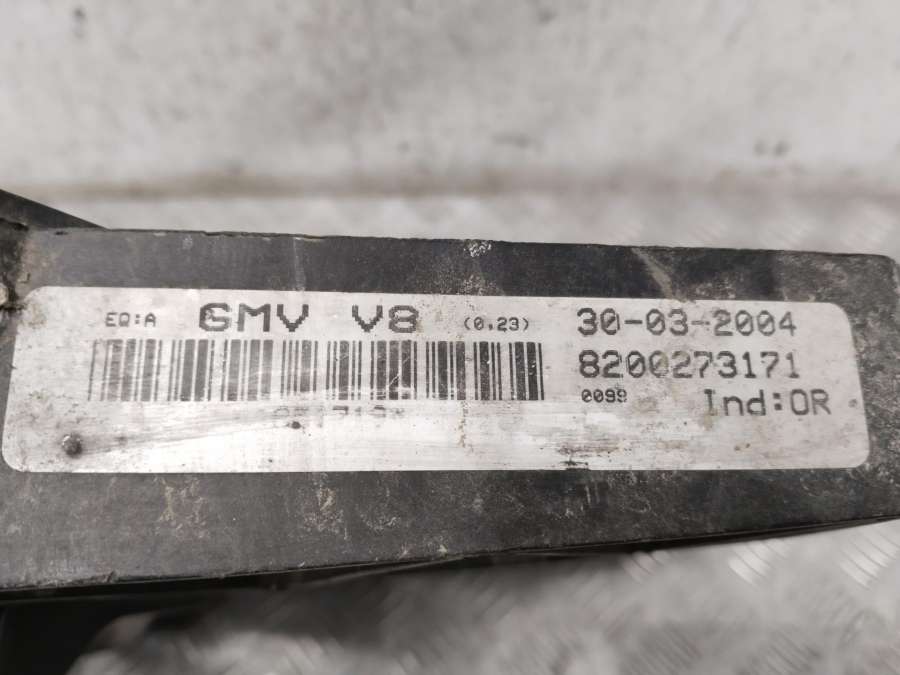 EQ:A GMV V8 (0,23) 30-03-2004
8200273171
0099 Ind:OR